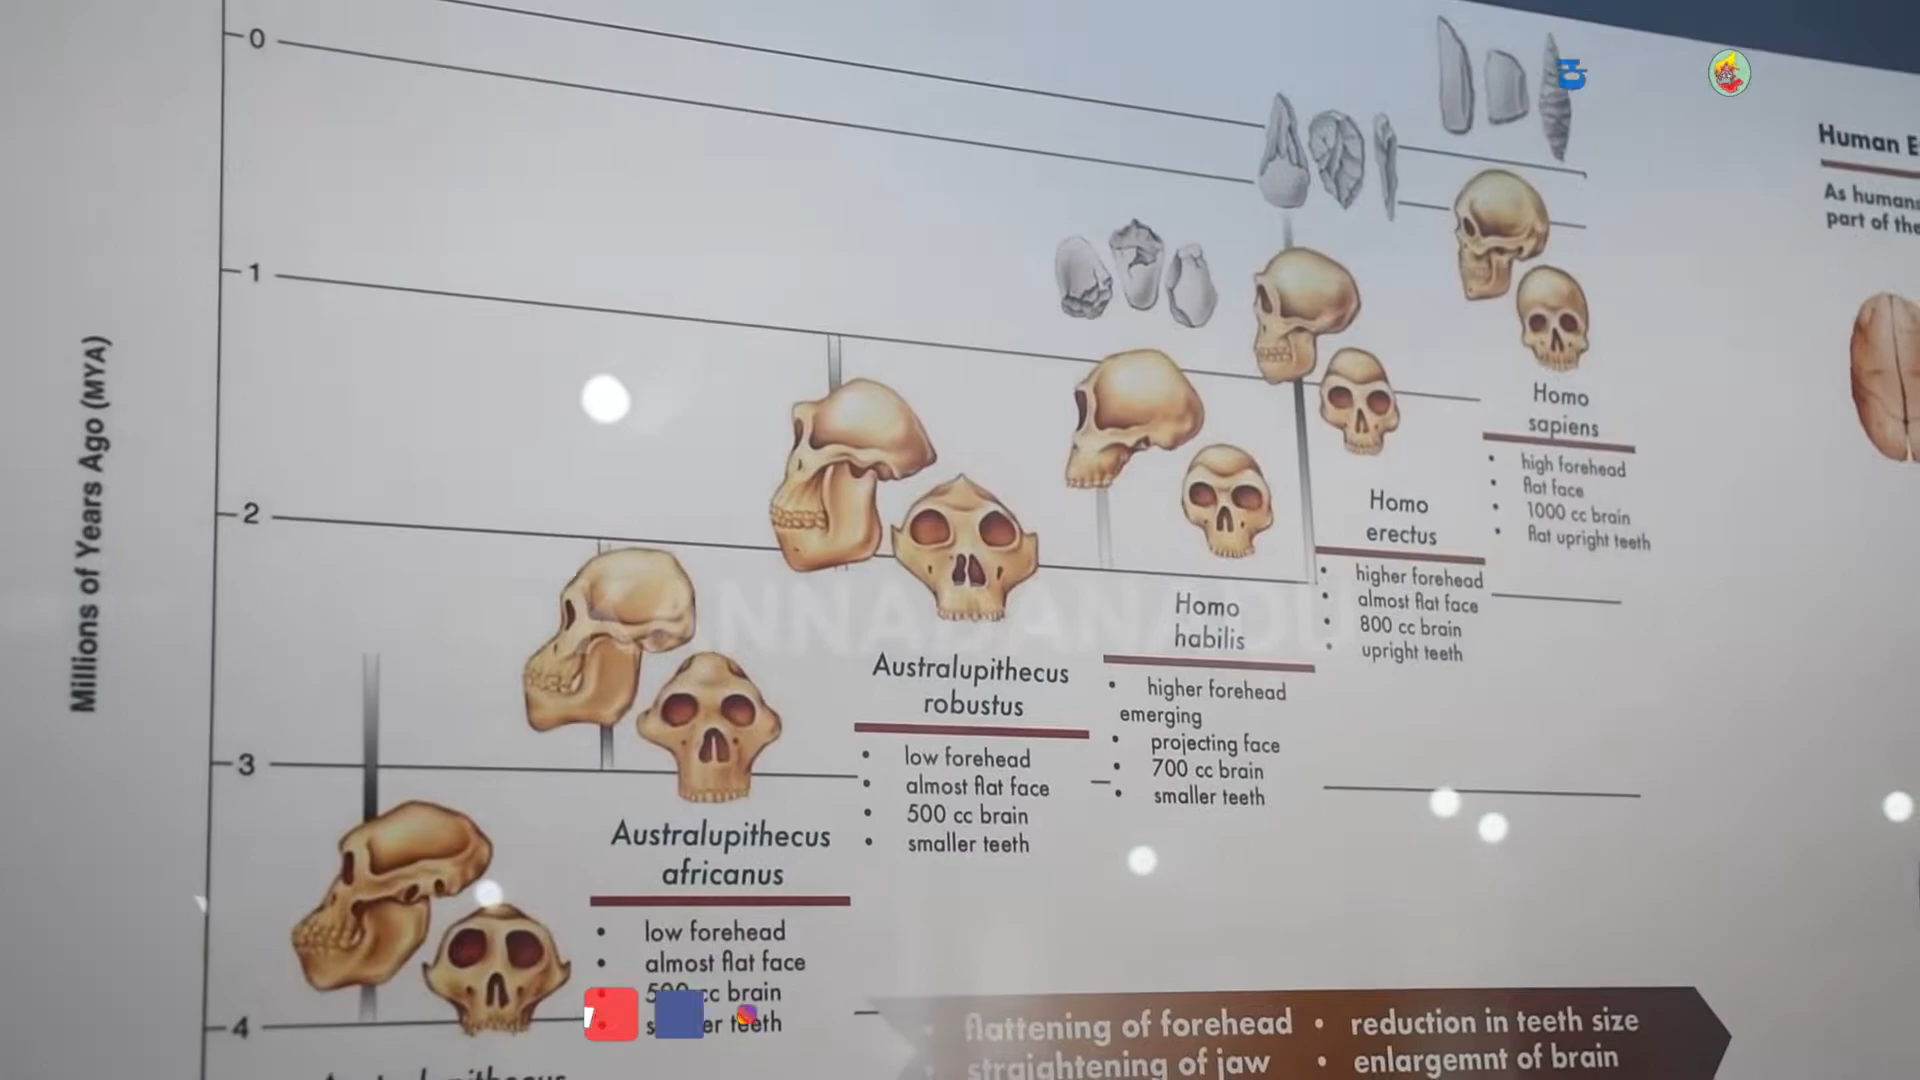 0
1
2
3
4
Millions of Years Ago (MYA)
Human
As humans
part of the
Homo
sapiens
• high forehead
• flat face
• 1000 cc brain
• flat upright teeth
Homo
erectus
• higher forehead
• almost flat face
• 800 cc brain
• upright teeth
Homo
habilis
• higher forehead
emerging
• projecting face
• 700 cc brain
• smaller teeth
Australupithecus
robustus
• low forehead
• almost flat face
• 500 cc brain
• smaller teeth
Australupithecus
africanus
• low forehead
• almost flat face
cc brain
teeth
• flattening of forehead • reduction in teeth size
• straightening of jaw • enlargemnt of brain